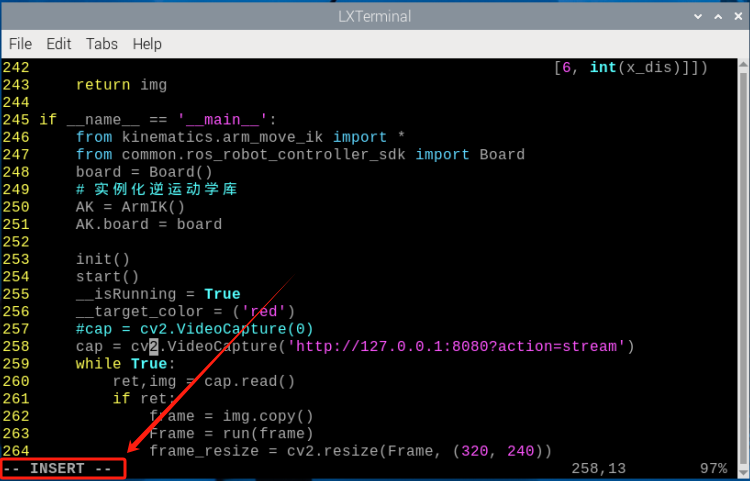 LXTerminal
File Edit Tabs Help
242                                                         [6, int(x_dis)]])
243     return img
244
245 if __name__ == '__main__':
246     from kinematics.arm_move_ik import *
247     from common.ros_robot_controller_sdk import Board
248     board = Board()
249     # 实例化逆运动学库
250     AK = ArmIK()
251     AK.board = board
252
253     init()
254     start()
255     __isRunning = True
256     __target_color = ('red')
257     #cap = cv2.VideoCapture(0)
258     cap = cv2.VideoCapture('http://127.0.0.1:8080?action=stream')
259     while True:
260         ret,img = cap.read()
261         if ret:
262             frame = img.copy()
263             Frame = run(frame)
264             frame_resize = cv2.resize(Frame, (320, 240))
-- INSERT --                                                  258,13        97%